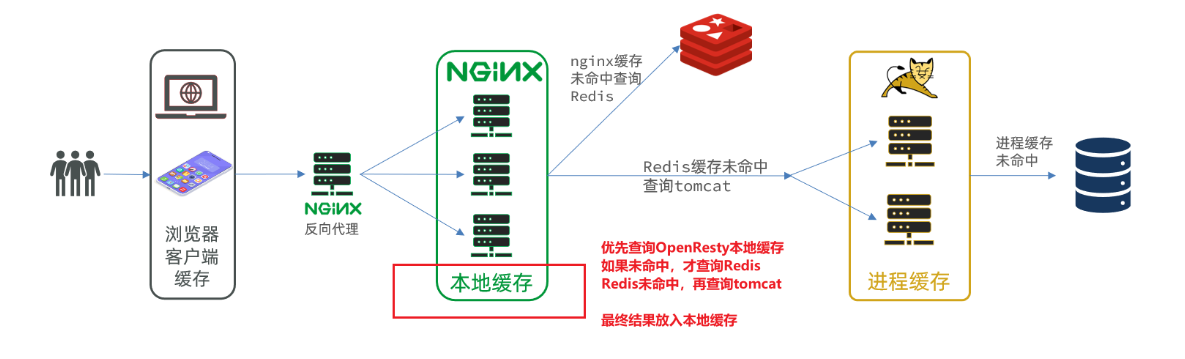 浏览器
客户端
缓存
NGiNX
反向代理
NGiNX
本地缓存
nginx缓存
未命中查询
Redis
Redis缓存未命中
查询tomcat
优先查询OpenResty本地缓存
如果未命中，才查询Redis
Redis未命中，再查询tomcat
最终结果放入本地缓存
进程缓存
进程缓存
未命中